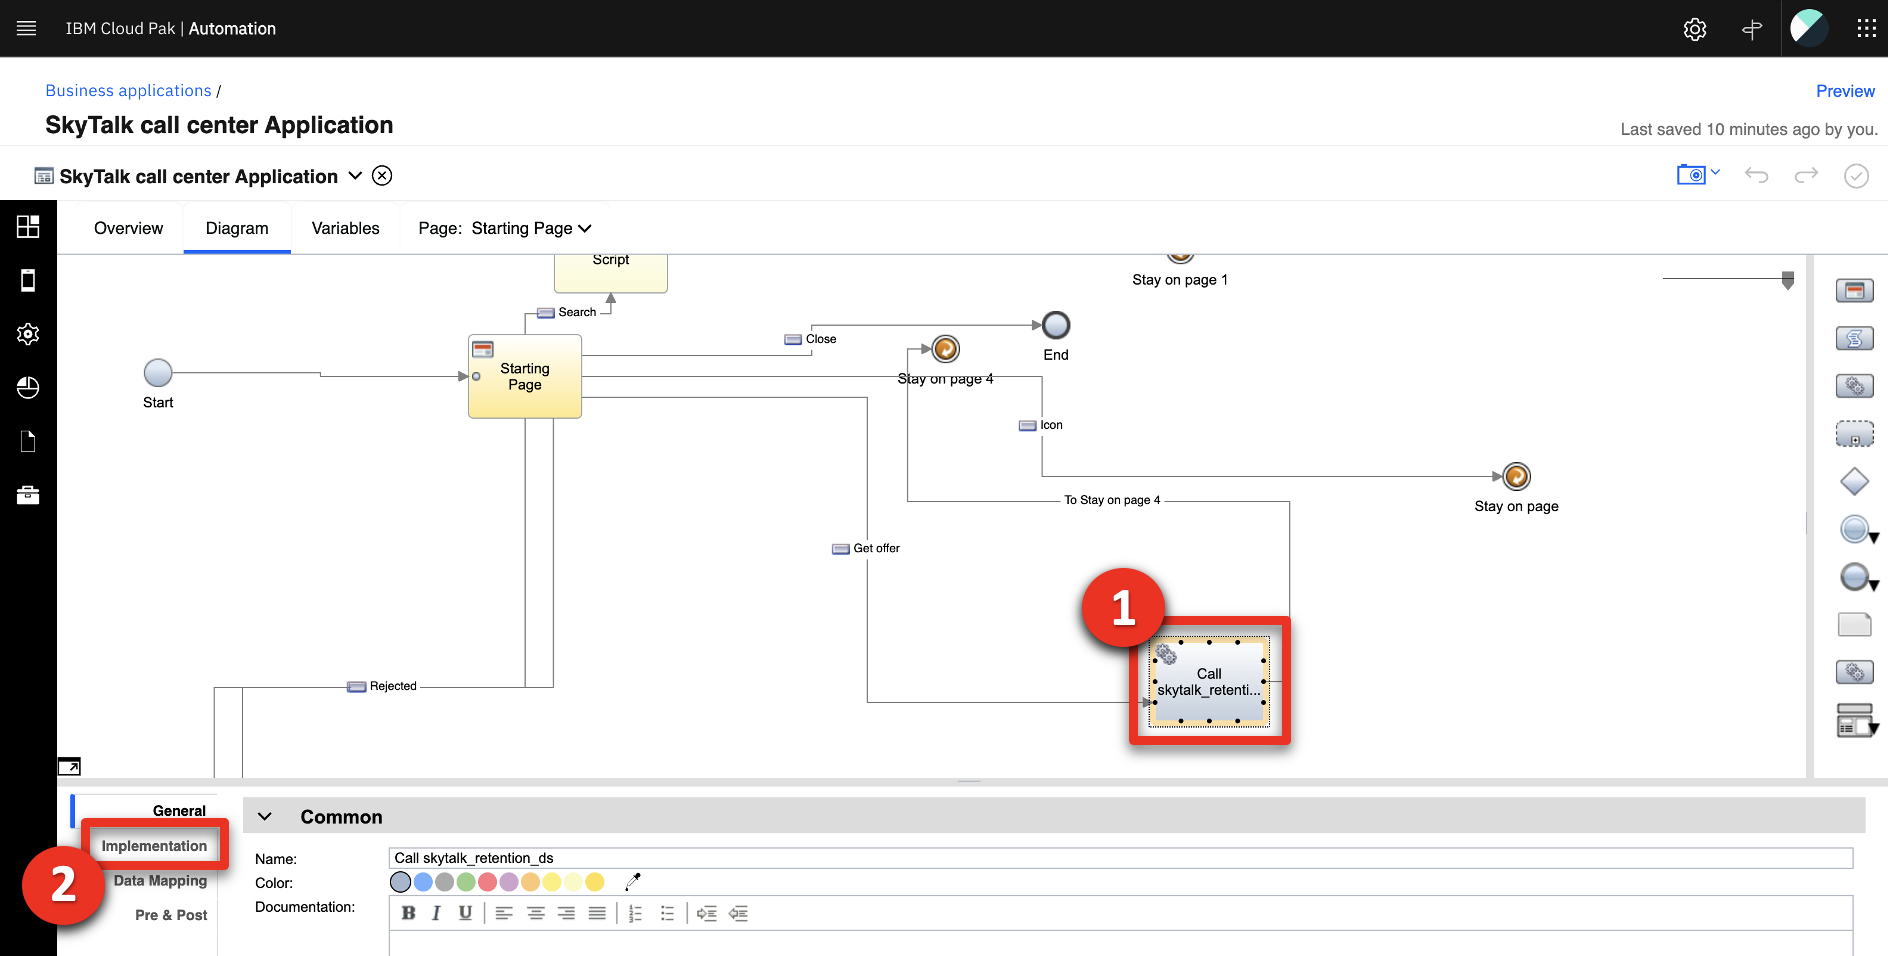 IBM Cloud Pak | Automation
Business applications /
Preview
SkyTalk call center Application
Last saved 10 minutes ago by you.
SkyTalk call center Application
Overview
Diagram
Variables
Page: Starting Page
Script
Stay on page 1
Search
Close
End
Starting
Page
Stay on page 4
Start
Icon
To Stay on page 4
Stay on page
Get offer
1
Call
skytalk_retenti...
Rejected
General
Common
Implementation
2
Data Mapping
Pre & Post
Name:
Call skytalk_retention_ds
Color:
Documentation:
B I U